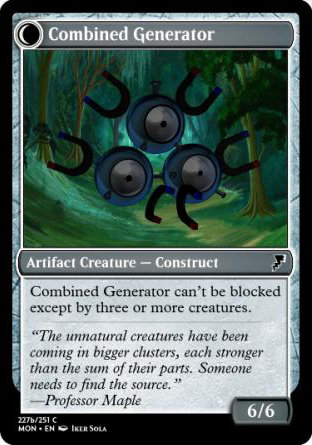 Combined Generator
Artifact Creature — Construct
Combined Generator can't be blocked
except by three or more creatures.
"The unnatural creatures have been
coming in bigger clusters, each stronger
than the sum of their parts. Someone
needs to find the source."
—Professor Maple
227b/251 C
MON • EN Iker Sola
6/6